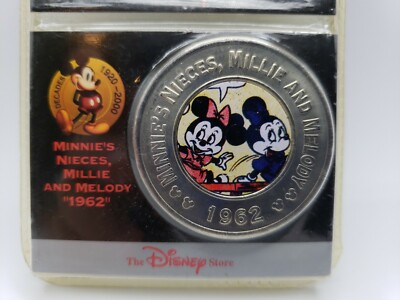 DECADES
1920-2000
MINNIE'S
NIECES,
MILLIE
AND MELODY
"1962"
MINNIE'S NIECES, MILLIE AND MELODY
1962
The Disney Store